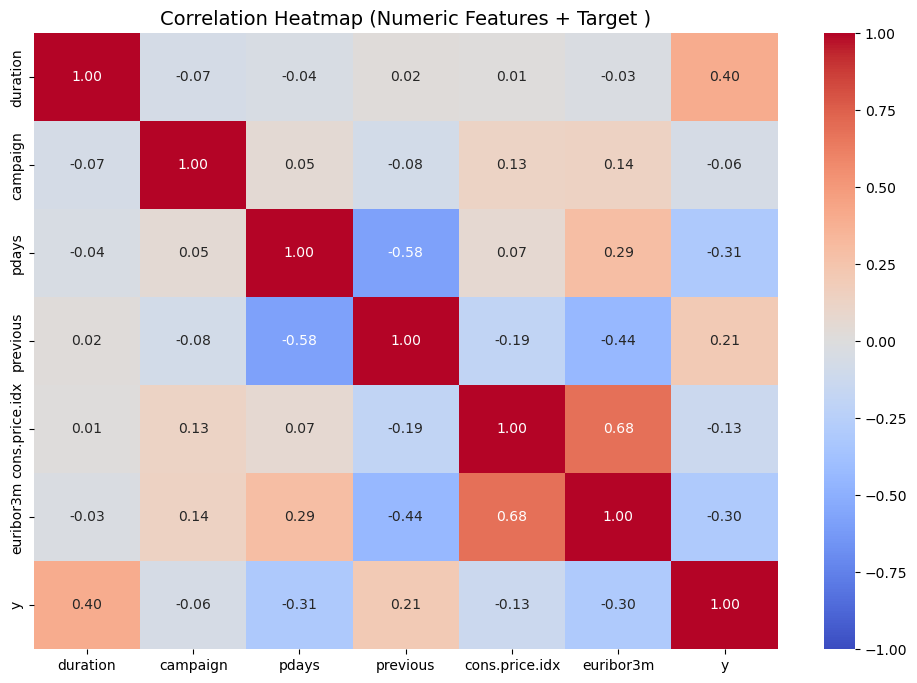 Correlation Heatmap (Numeric Features + Target )
duration 1.00 -0.07 -0.04 0.02 0.01 -0.03 0.40
campaign -0.07 1.00 0.05 -0.08 0.13 0.14 -0.06
pdays -0.04 0.05 1.00 -0.58 0.07 0.29 -0.31
previous 0.02 -0.08 -0.58 1.00 -0.19 -0.44 0.21
cons.price.idx 0.01 0.13 0.07 -0.19 1.00 0.68 -0.13
euribor3m -0.03 0.14 0.29 -0.44 0.68 1.00 -0.30
y 0.40 -0.06 -0.31 0.21 -0.13 -0.30 1.00
duration campaign pdays previous cons.price.idx euribor3m y
1.00
0.75
0.50
0.25
0.00
−0.25
−0.50
−0.75
−1.00